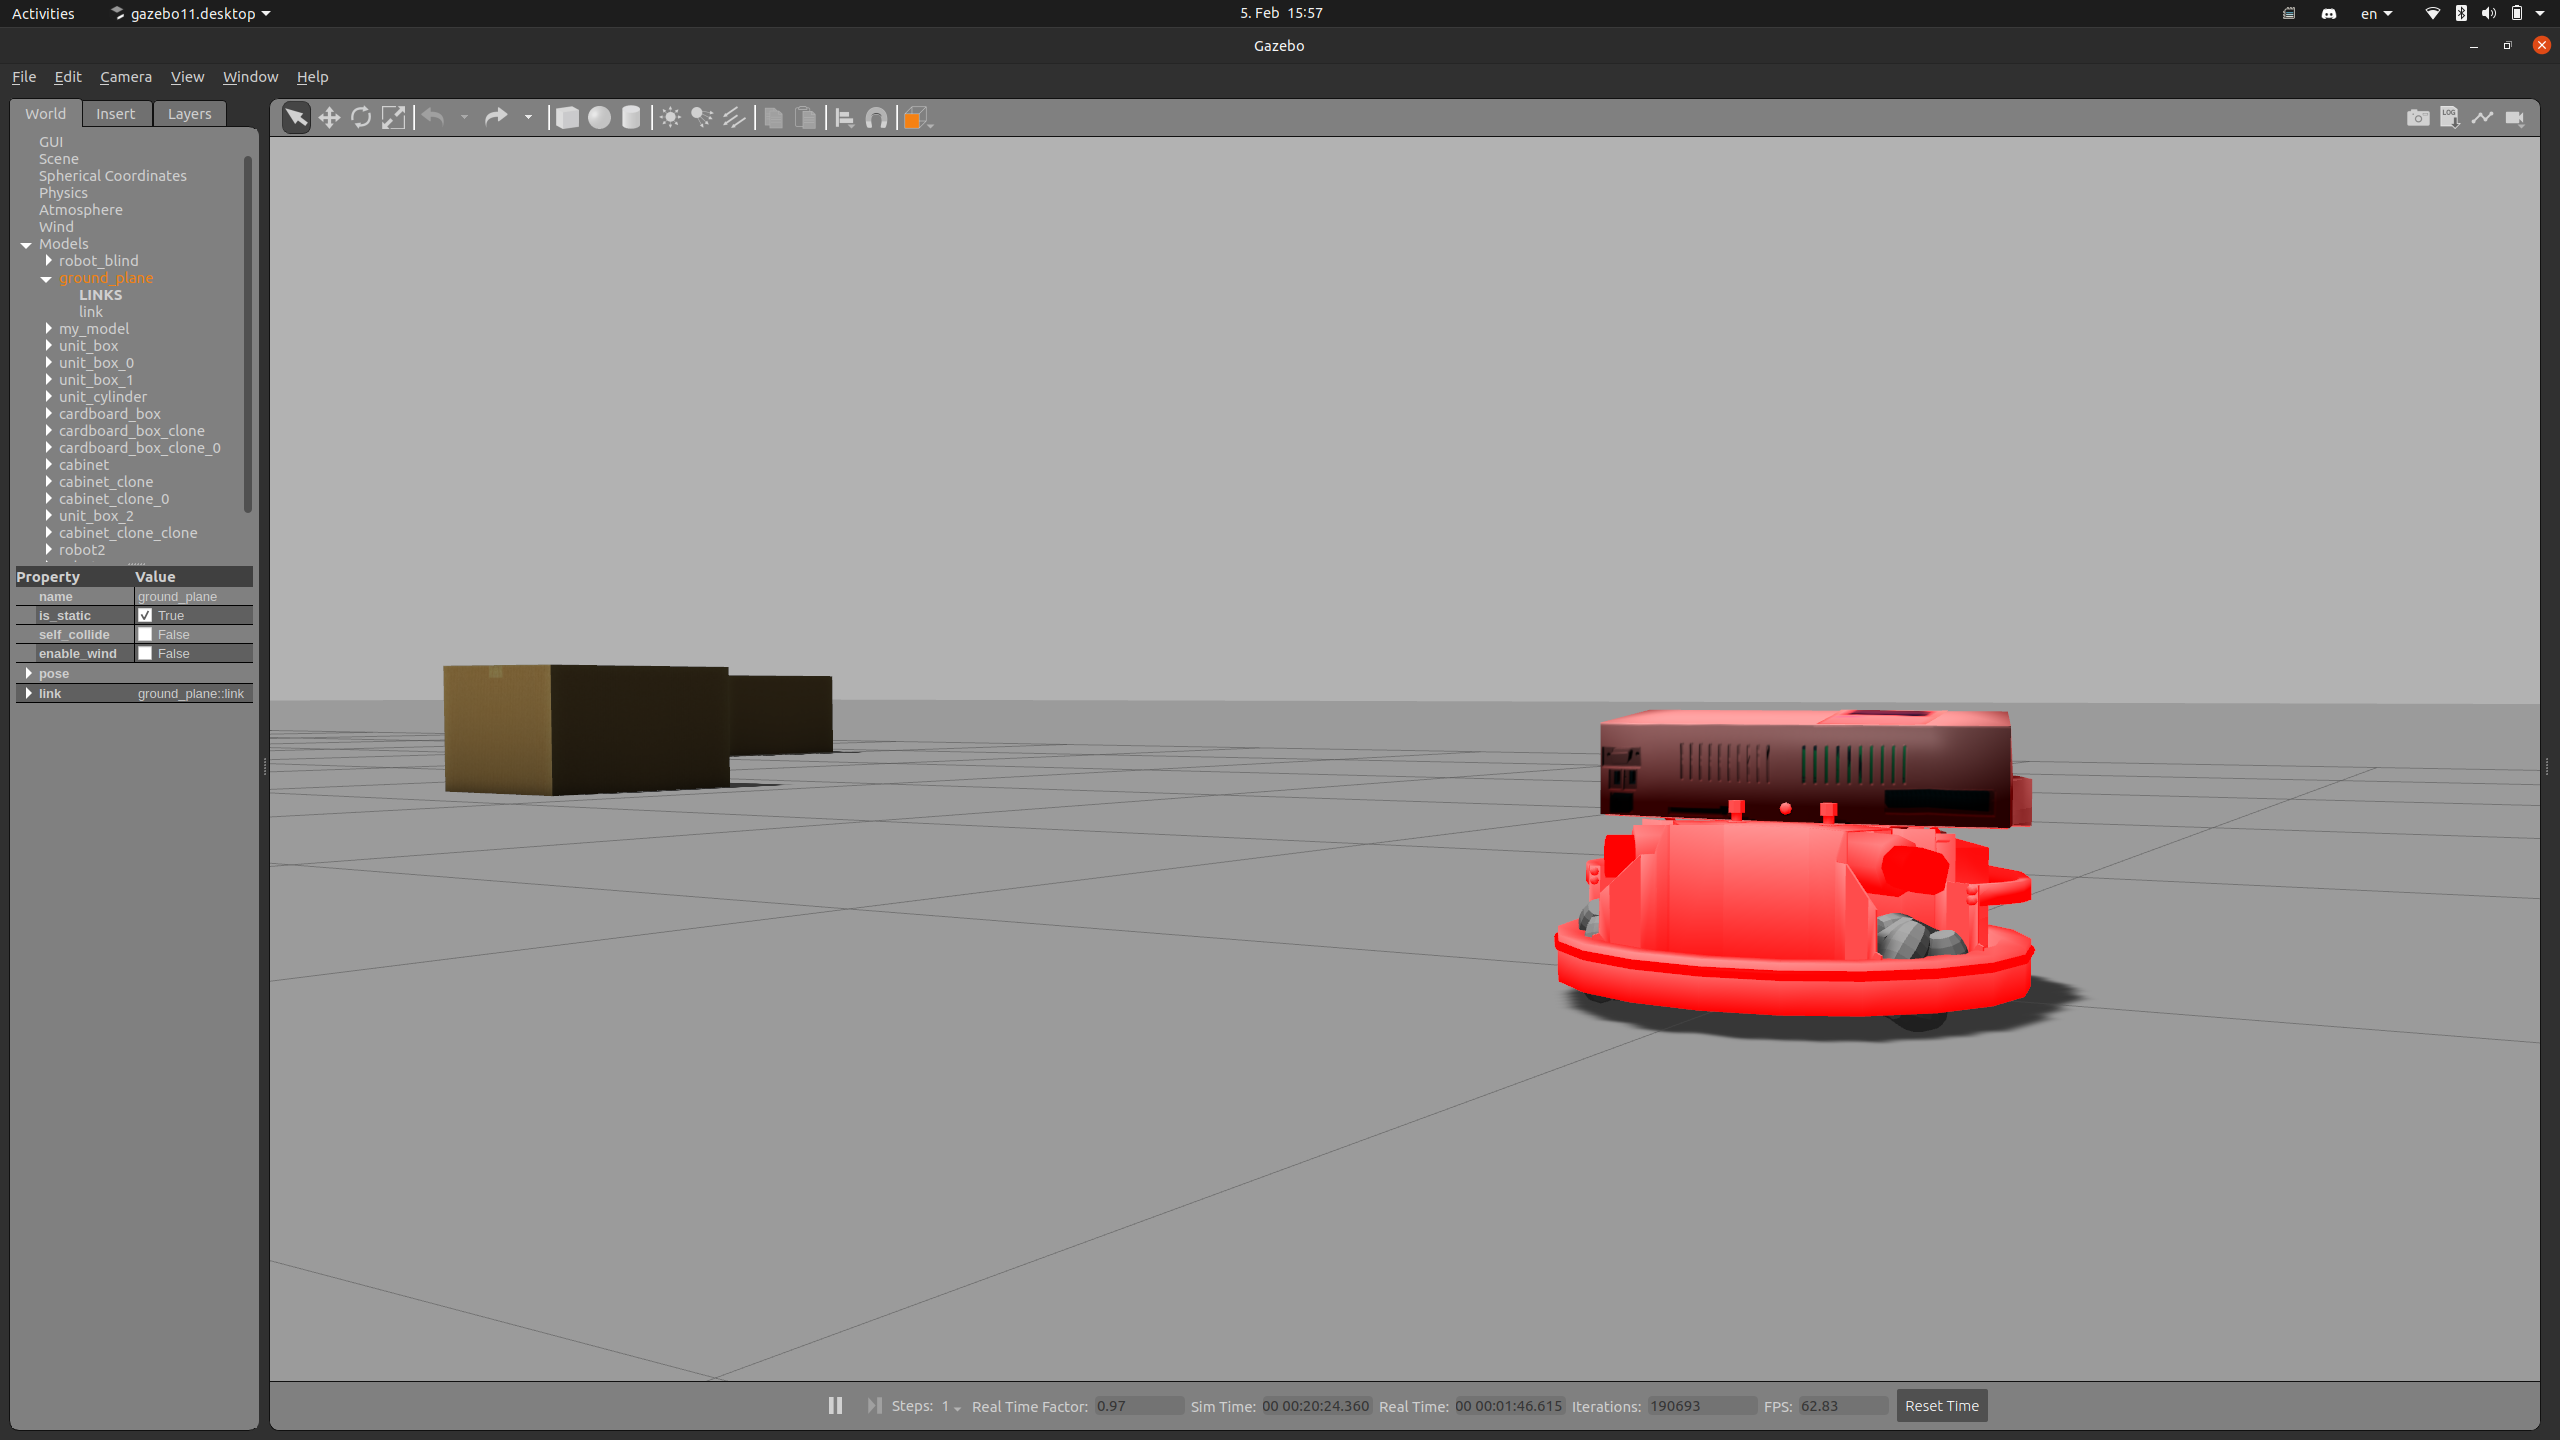 Activities
gazebo11.desktop
5. Feb 15:57
en
Gazebo
File Edit Camera View Window Help
World Insert Layers
GUI
Scene
Spherical Coordinates
Physics
Atmosphere
Wind
Models
robot_blind
ground_plane
LINKS
link
my_model
unit_box
unit_box_0
unit_box_1
unit_cylinder
cardboard_box
cardboard_box_clone
cardboard_box_clone_0
cabinet
cabinet_clone
cabinet_clone_0
unit_box_2
cabinet_clone_clone
robot2
Property Value
name ground_plane
is_static True
self_collide False
enable_wind False
pose
link ground_plane::link
LOG
Steps: 1 Real Time Factor: 0.97 Sim Time: 00 00:20:24.360 Real Time: 00 00:01:46.615 Iterations: 190693 FPS: 62.83 Reset Time